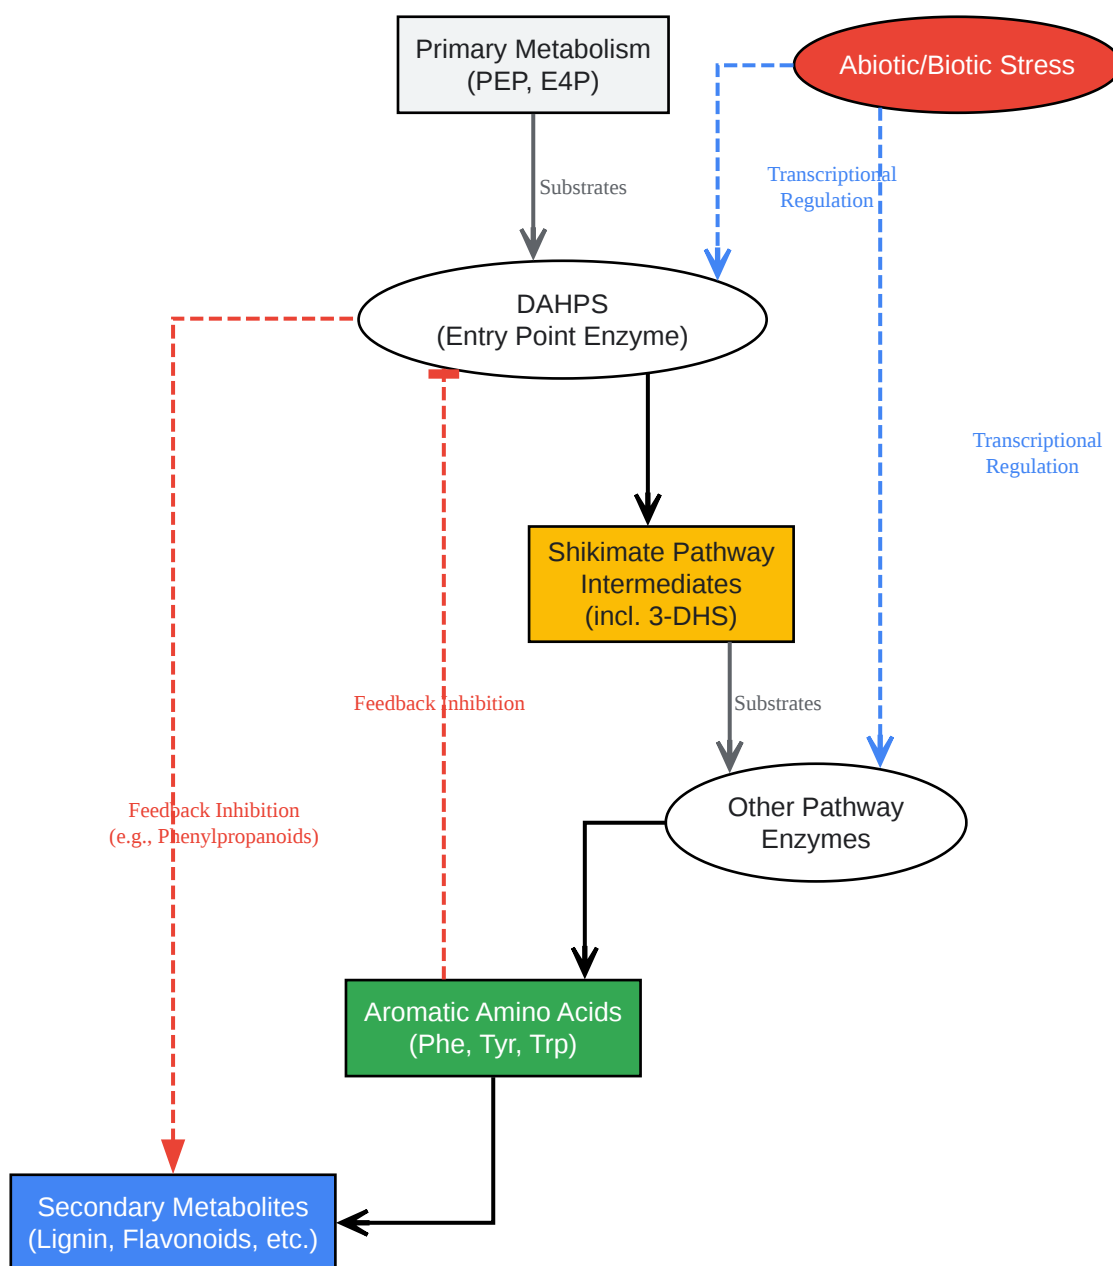 Primary Metabolism
(PEP, E4P)
Abiotic/Biotic Stress
Substrates
Transcriptional
Regulation
DAHPS
(Entry Point Enzyme)
Transcriptional
Regulation
Shikimate Pathway
Intermediates
(incl. 3-DHS)
Feedback Inhibition
Substrates
Feedback Inhibition
(e.g., Phenylpropanoids)
Other Pathway
Enzymes
Aromatic Amino Acids
(Phe, Tyr, Trp)
Secondary Metabolites
(Lignin, Flavonoids, etc.)